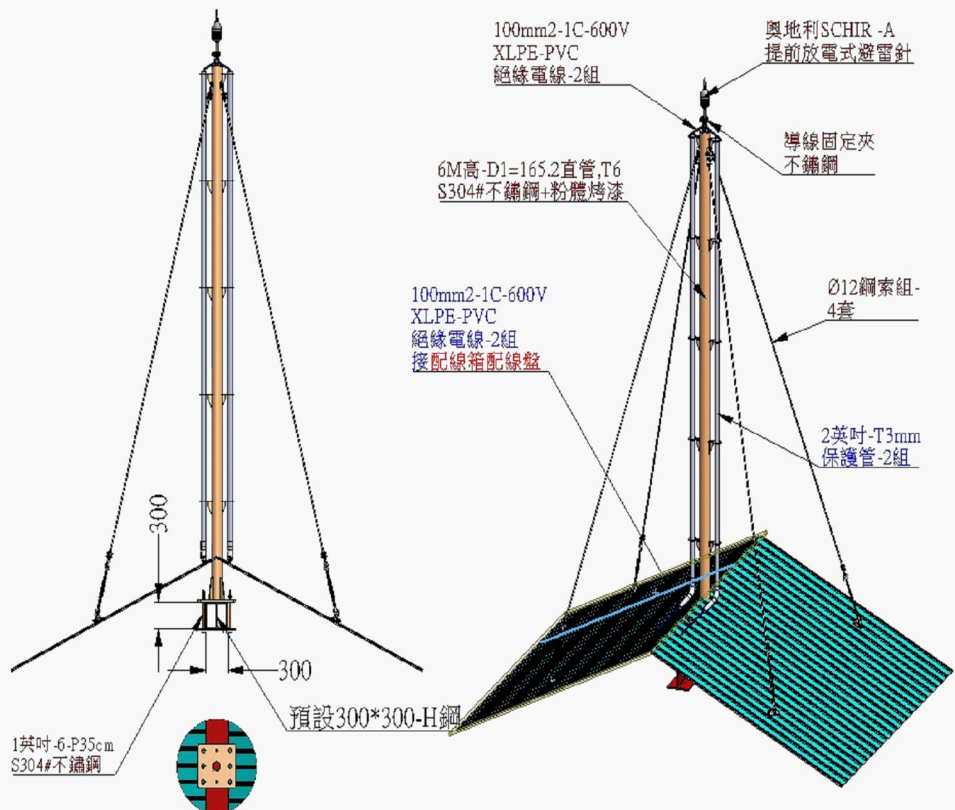 100mm2-1C-600V
XLPE-PVC
絕緣電線-2組
奧地利SCHIR -A
提前放電式避雷針
導線固定夾
不鏽鋼
6M高-D1=165.2直管,T6
S304#不鏽鋼+粉體烤漆
Ø12鋼索組-
4套
100mm2-1C-600V
XLPE-PVC
絕緣電線-2組
接配線箱配線盤
2英吋-T3mm
保護管-2組
300
300
預設300*300-H鋼
1英吋-6-P35cm
S304#不鏽鋼